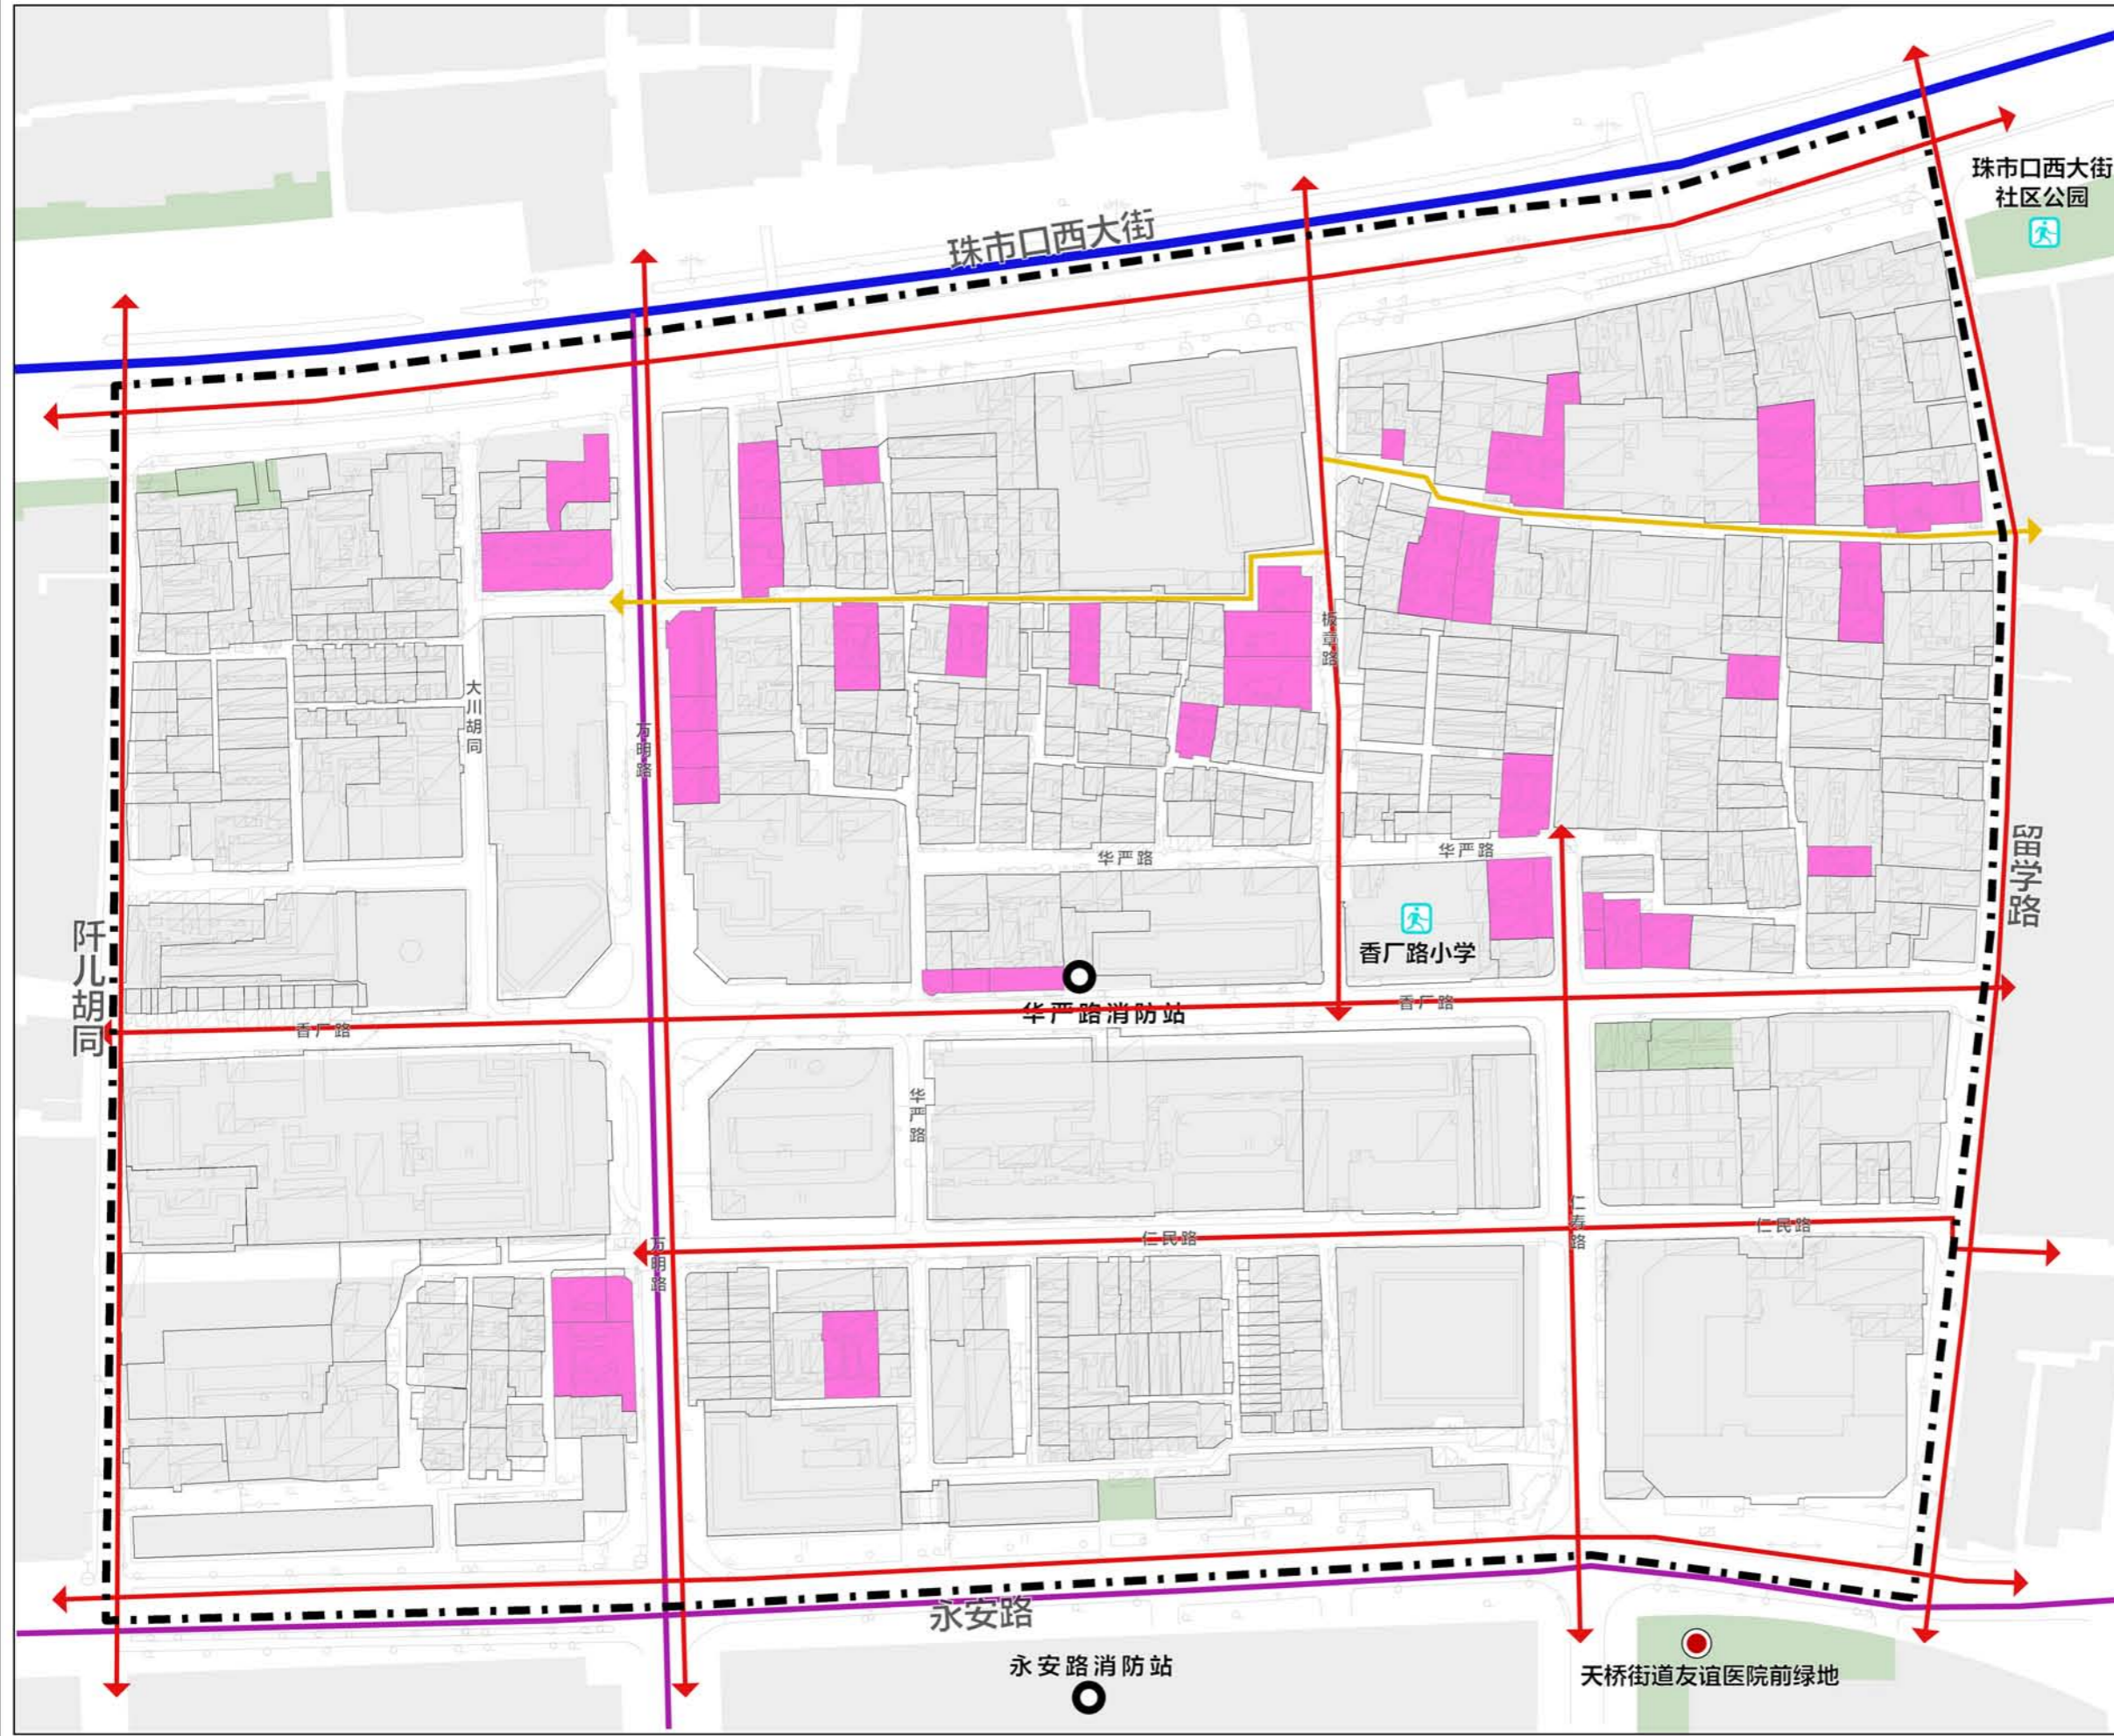 珠市口西大街
社区公园
珠市口西大街
板章路
大川胡同
万明路
华严路
华严路
留学路
阡儿胡同
香厂路小学
香厂路
华严路消防站
香厂路
华严路
仁寿路
仁民路
仁民路
万明路
永安路
永安路消防站
天桥街道友谊医院前绿地